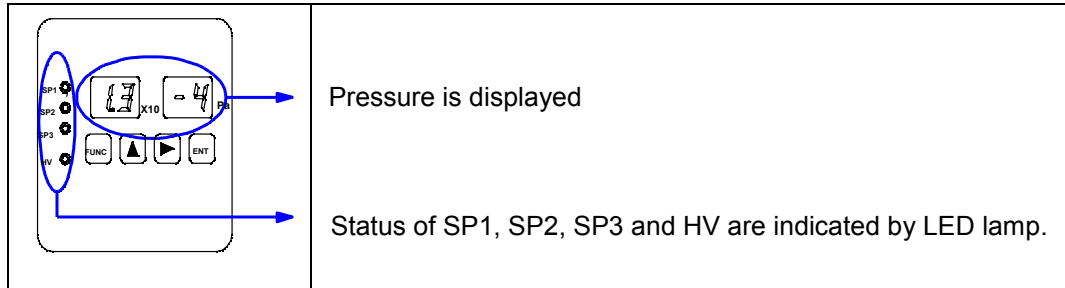 SP1
1.3 X10 -4 Pa
SP2
SP3
HV
FUNC ENT
Pressure is displayed
Status of SP1, SP2, SP3 and HV are indicated by LED lamp.